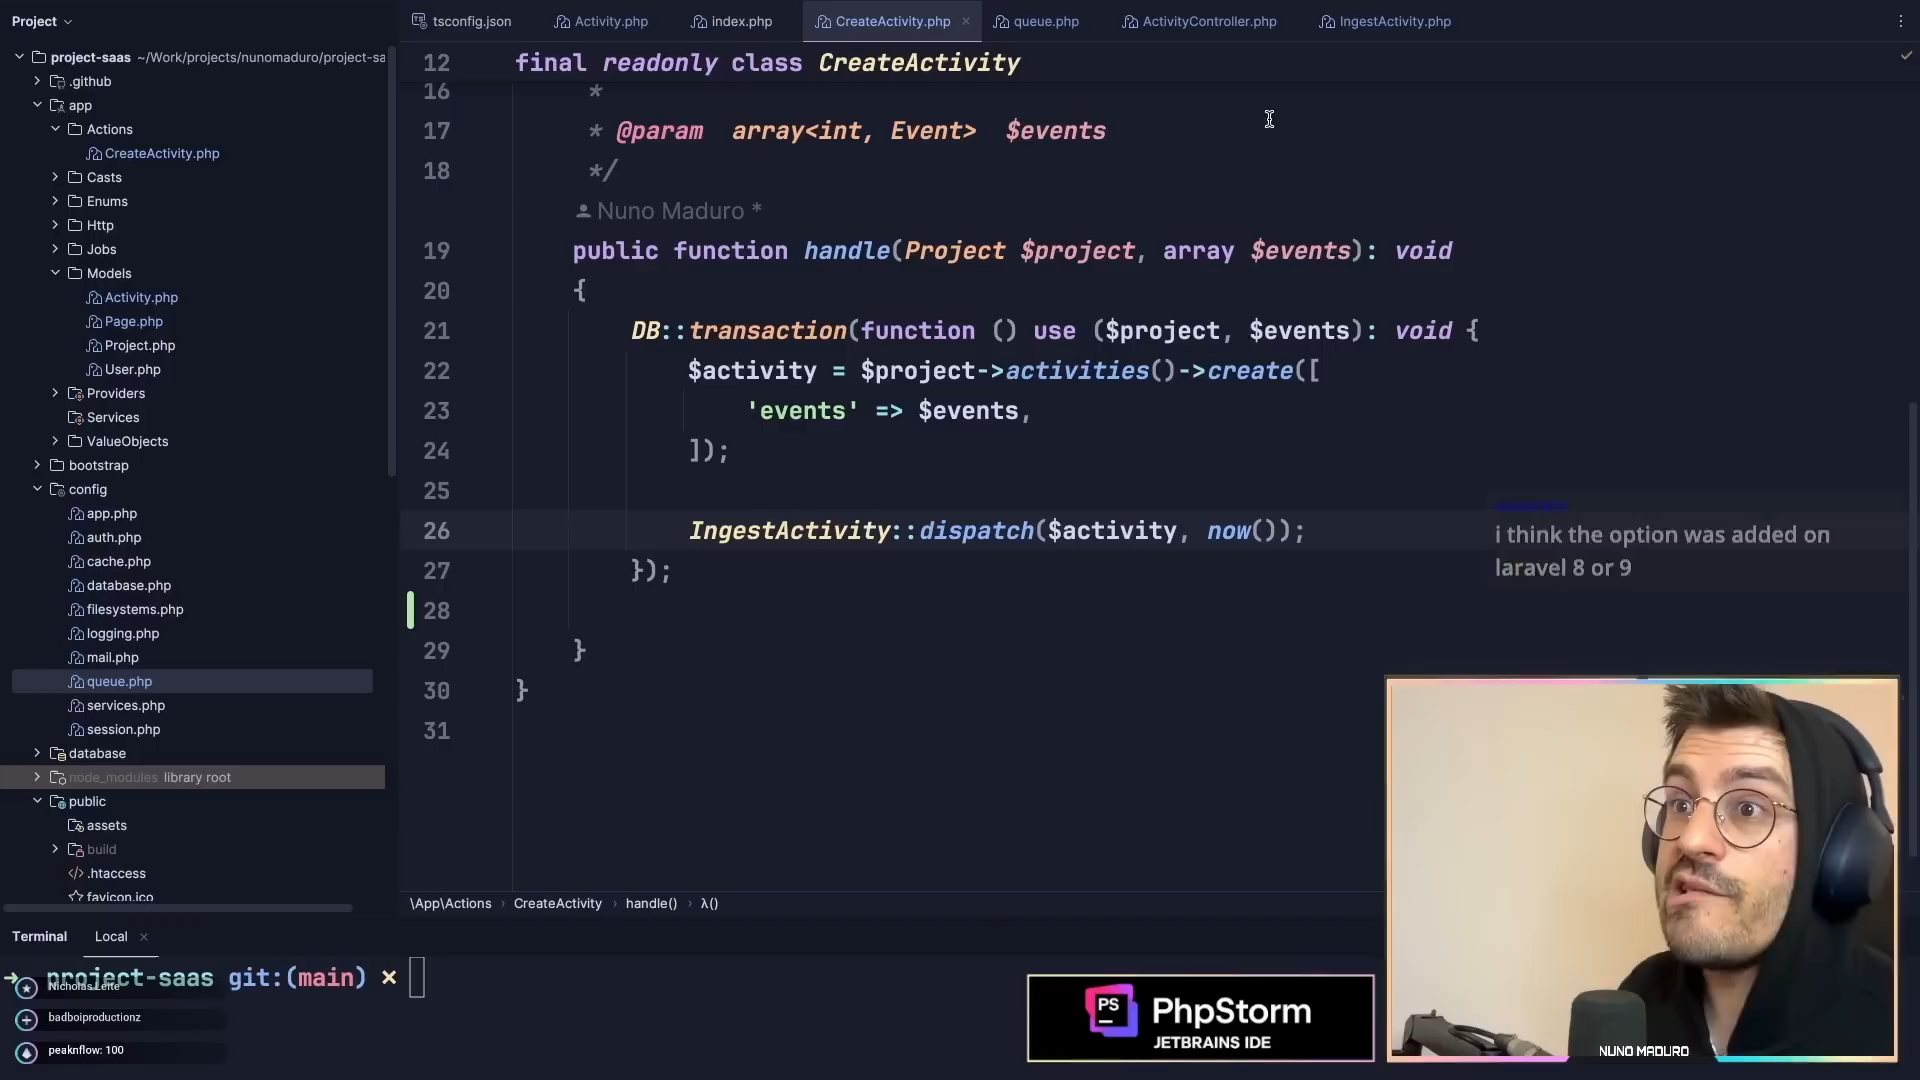 Project
tsconfig.json
Activity.php
index.php
CreateActivity.php
queue.php
ActivityController.php
IngestActivity.php
project-saas ~/Work/projects/nunomaduro/project-sa
.github
app
Actions
CreateActivity.php
Casts
Enums
Http
Jobs
Models
Activity.php
Page.php
Project.php
User.php
Providers
Services
ValueObjects
bootstrap
config
app.php
auth.php
cache.php
database.php
filesystems.php
logging.php
mail.php
queue.php
services.php
session.php
database
node_modules library root
public
assets
build
.htaccess
favicon.ico
12 final readonly class CreateActivity
16 *
17 * @param array<int, Event> $events
18 */
Nuno Maduro *
19 public function handle(Project $project, array $events): void
20 {
21 DB::transaction(function () use ($project, $events): void {
22 $activity = $project->activities()->create([
23 'events' => $events,
24 ]);
25
26 IngestActivity::dispatch($activity, now());
27 });
28
29 }
30 }
31
i think the option was added on
laravel 8 or 9
\App\Actions › CreateActivity › handle() › λ()
Terminal Local
project-saas git:(main) ×
Nicholas Leite
badboiproductionz
peaknflow: 100
PS
PhpStorm
JETBRAINS IDE
NUNO MADURO